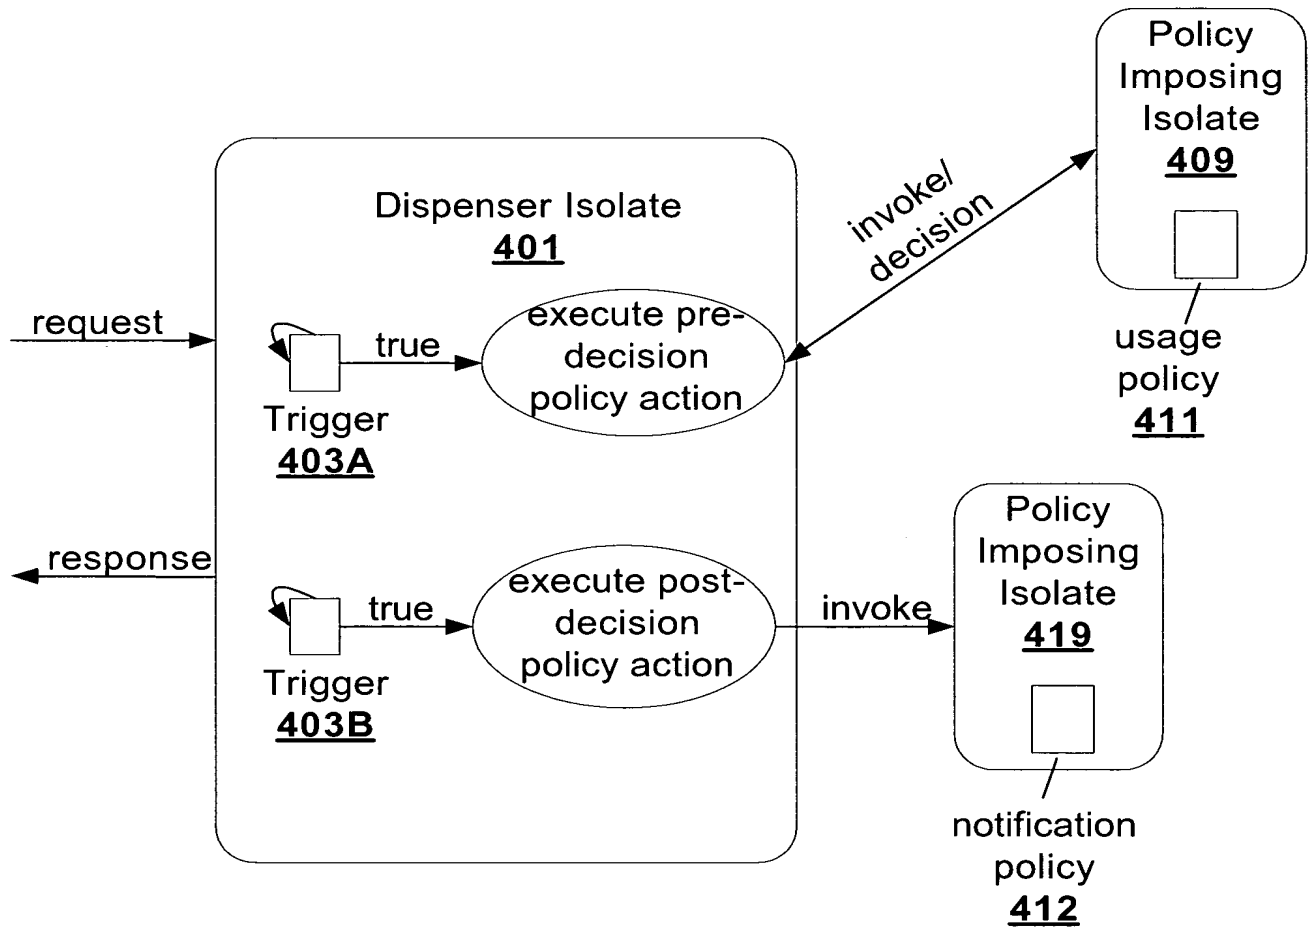 Policy
Imposing
Isolate
409
Dispenser Isolate
401
invoke/
decision
request
true
execute pre-
decision
policy action
Trigger
403A
usage
policy
411
response
true
execute post-
decision
policy action
invoke
Trigger
403B
Policy
Imposing
Isolate
419
notification
policy
412